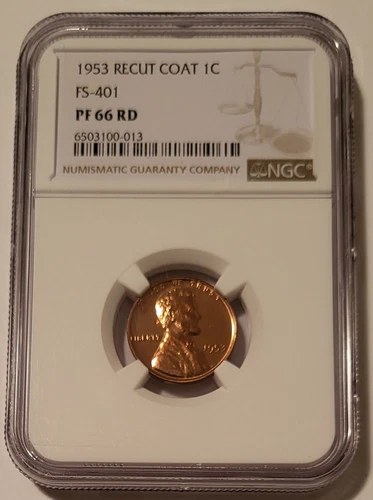 1953 RECUT COAT 1C
FS-401
PF 66 RD
6503100-013
NUMISMATIC GUARANTY COMPANY NGC
LIBERTY 1953